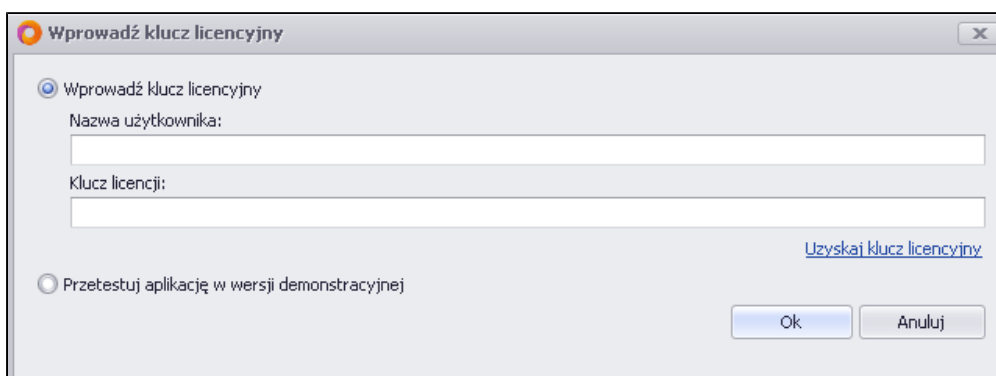 Wprowadź klucz licencyjny
Wprowadź klucz licencyjny
Nazwa użytkownika:
Klucz licencji:
Uzyskaj klucz licencyjny
Przetestuj aplikację w wersji demonstracyjnej
Ok Anuluj